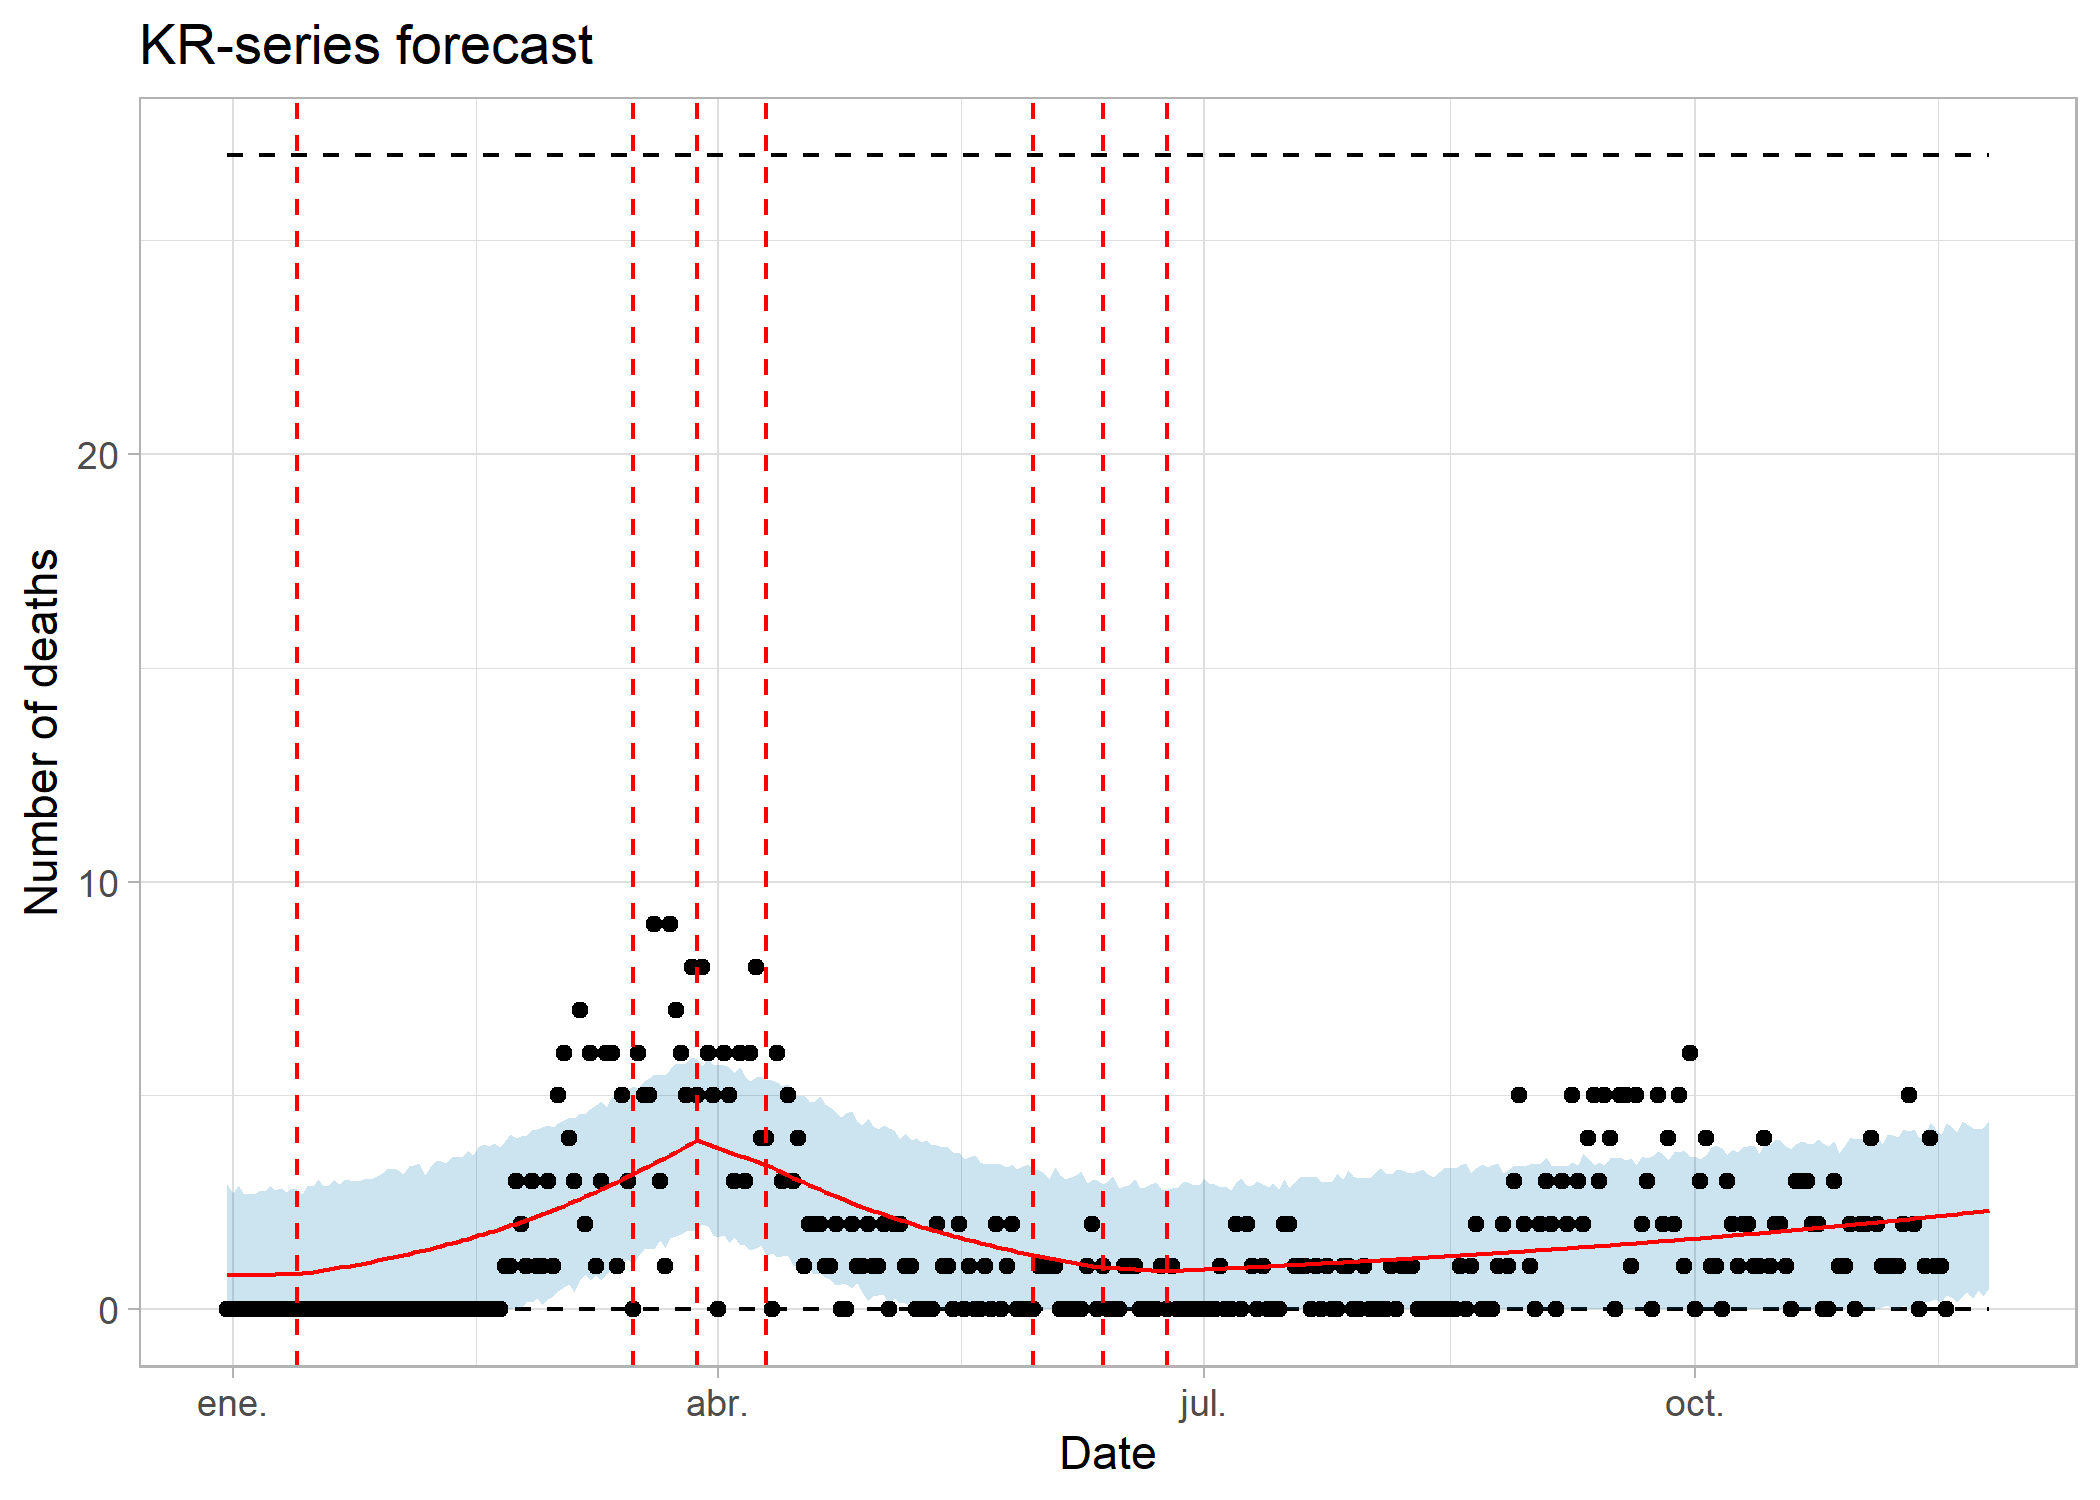 KR-series forecast
Number of deaths
20
10
0
ene.
abr.
jul.
oct.
Date